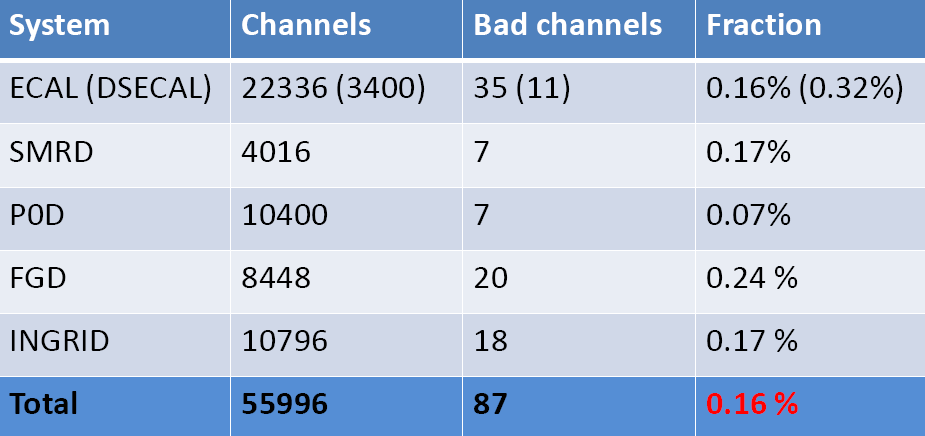 System Channels Bad channels Fraction
ECAL (DSECAL) 22336 (3400) 35 (11) 0.16% (0.32%)
SMRD 4016 7 0.17%
P0D 10400 7 0.07%
FGD 8448 20 0.24 %
INGRID 10796 18 0.17 %
Total 55996 87 0.16 %